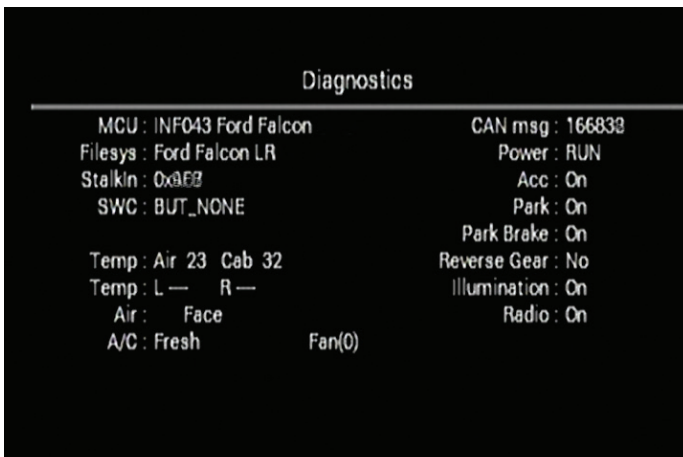 Diagnostics
MCU : INF043 Ford Falcon
Filesys : Ford Falcon LR
StalkIn :
SWC : BUT_NONE
Temp : Air 23 Cab 32
Temp : L --- R ---
Air : Face
A/C : Fresh Fan(0)
CAN msg :
Power : RUN
Acc : On
Park : On
Park Brake : On
Reverse Gear : No
Illumination : On
Radio : On